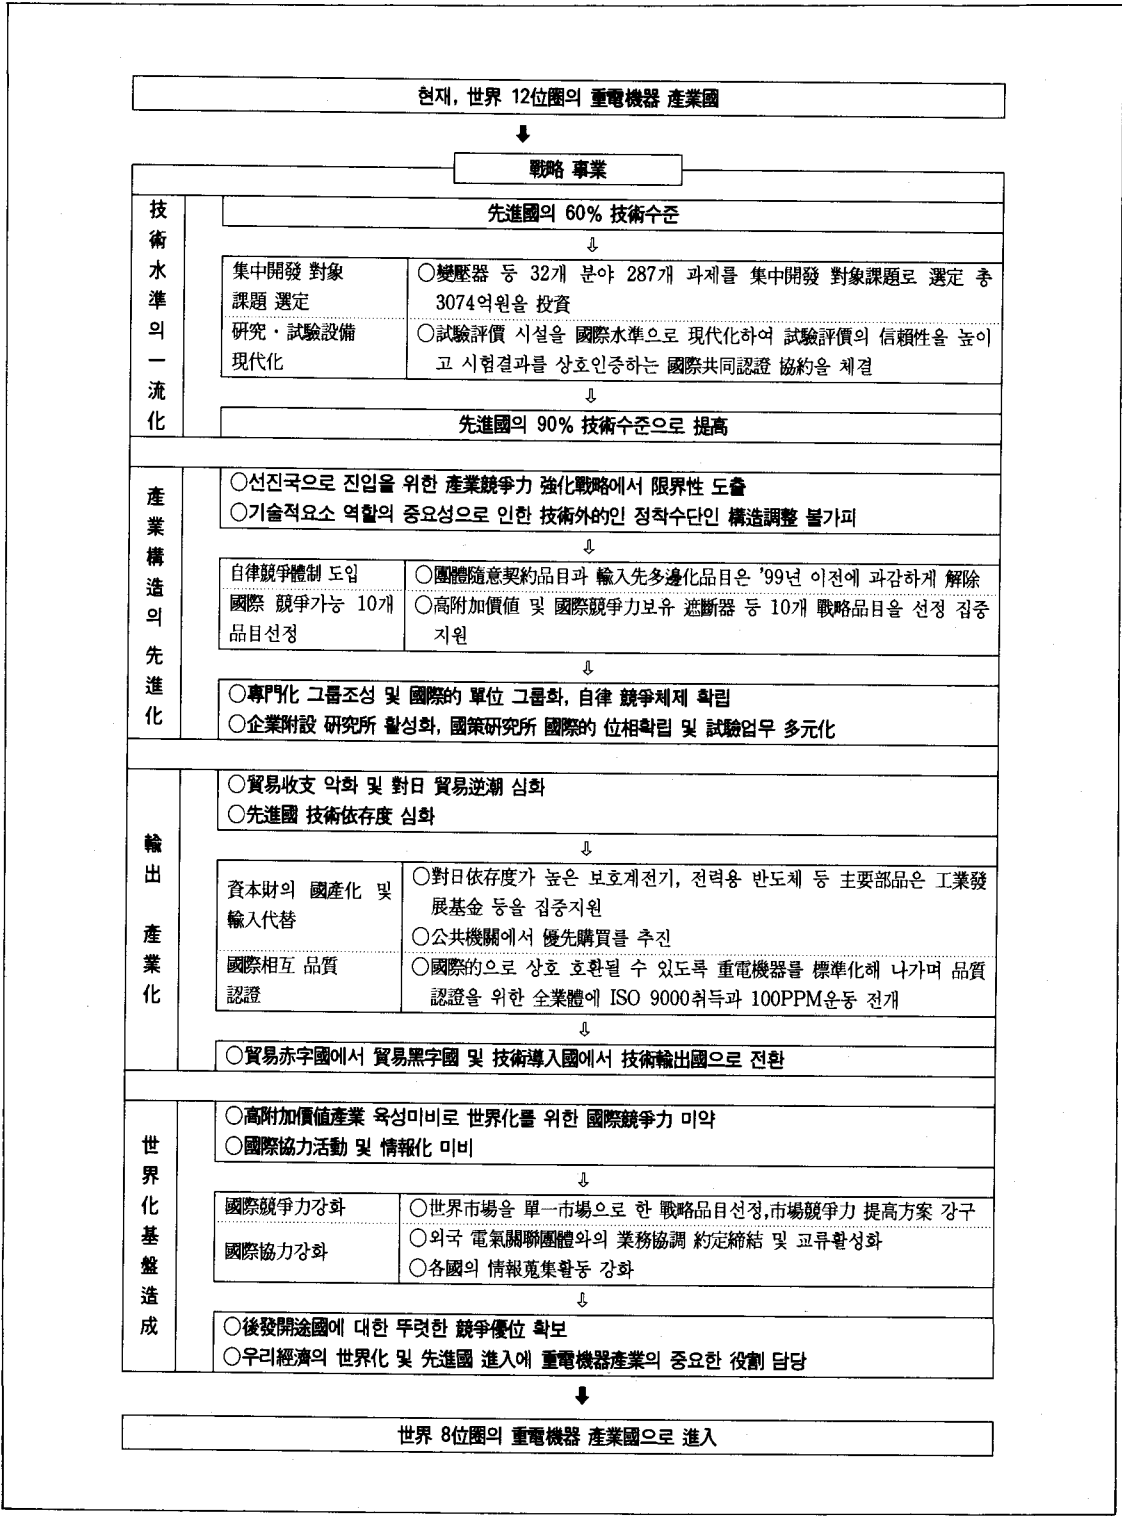 현재, 世界 12位圈의 重電機器 產業國
戰略 事業
技術水準의 一流化
先進國의 60% 技術수준
集中開發 對象
課題 選定
○變壓器 등 32개 분야 287개 과제를 集中開發 對象課題로 選定 총
3074억원을 投資
硏究·試驗設備
現代化
○試驗評價 시설을 國際水準으로 現代化하여 試驗評價의 信賴性을 높이
고 시험결과를 상호인증하는 國際共同認證 協約을 체결
先進國의 90% 技術수준으로 提高
產業構造의 先進化
○선진국으로 진입을 위한 產業競爭力 強化戰略에서 限界性 도출
○기술적요소 역할의 중요성으로 인한 技術外的인 정착수단인 構造調整 불가피
自律競爭體制 도입
○團體隨意契約品目과 輸入先多邊化品目은 '99년 이전에 과감하게 解除
國際 競爭가능 10개
品目선정
○高附加價値 및 國際競爭力보유 遮斷器 등 10개 戰略品目을 선정 집중
지원
○專門化 그룹조성 및 國際的 單位 그룹화, 自律 競爭체제 확립
○企業附設 硏究所 활성화, 國策硏究所 國際的 位相확립 및 試驗업무 多元化
輸出 產業化
○貿易收支 악화 및 對日 貿易逆潮 심화
○先進國 技術依存度 심화
資本財의 國產化 및
輸入代替
○對日依存度가 높은 보호계전기, 전력용 반도체 등 主要部品은 工業發
展基金 등을 집중지원
○公共機關에서 優先購買를 추진
國際相互 品質
認證
○國際的으로 상호 호환될 수 있도록 重電機器를 標準化해 나가며 品質
認證을 위한 全業體에 ISO 9000취득과 100PPM운동 전개
○貿易赤字國에서 貿易黑字國 및 技術導入國에서 技術輸出國으로 전환
世界化基盤造成
○高附加價値產業 육성미비로 世界化를 위한 國際競爭力 미약
○國際協力活動 및 情報化 미비
國際競爭力강화
○世界市場을 單一市場으로 한 戰略品目선정,市場競爭力 提高方案 강구
國際協力강화
○외국 電氣關聯團體와의 業務協調 約定締結 및 교류활성화
○各國의 情報蒐集活動 강화
○後發開途國에 대한 뚜렷한 競爭優位 확보
○우리經濟의 世界化 및 先進國 進入에 重電機器產業의 중요한 役割 담당
世界 8位圈의 重電機器 產業國으로 進入